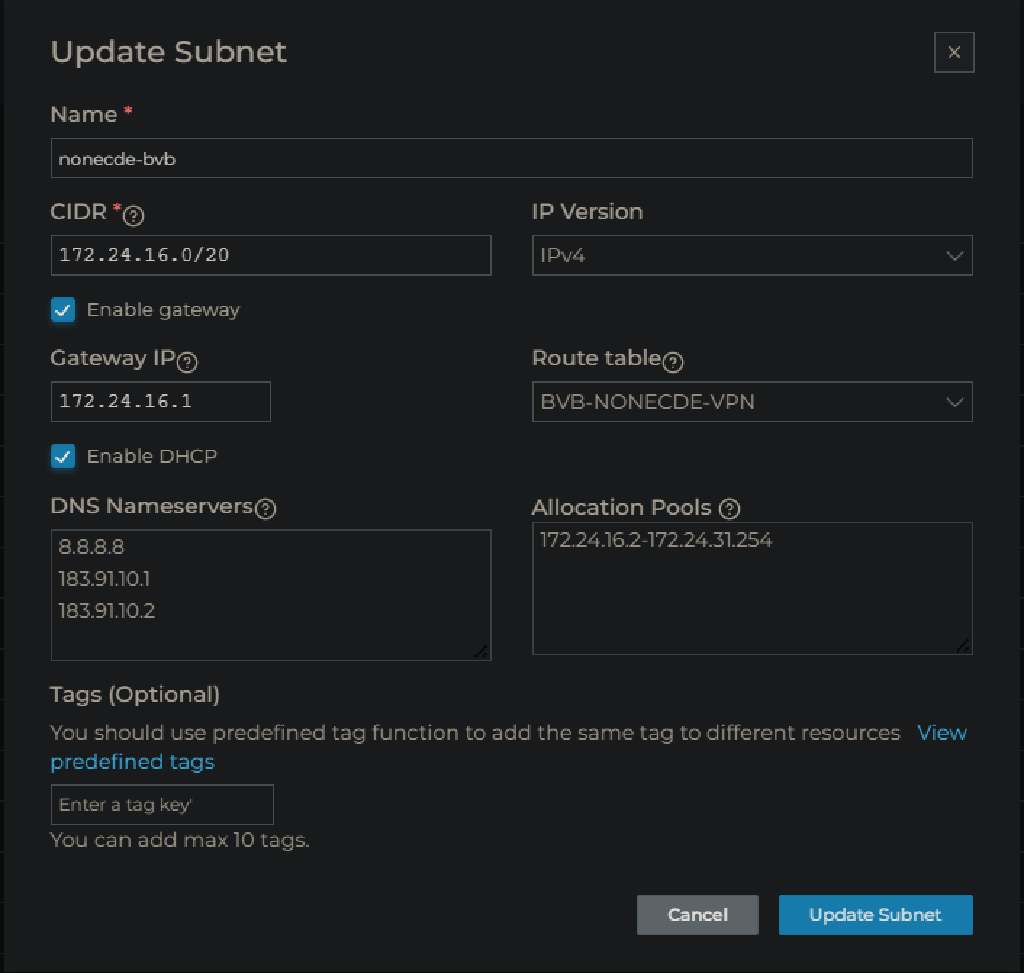 Update Subnet
Name *
nonecde-bvb
CIDR *
IP Version
172.24.16.0/20
IPv4
Enable gateway
Gateway IP
Route table
172.24.16.1
BVB-NONECDE-VPN
Enable DHCP
DNS Nameservers
Allocation Pools
8.8.8.8
183.91.10.1
183.91.10.2
172.24.16.2-172.24.31.254
Tags (Optional)
You should use predefined tag function to add the same tag to different resources View
predefined tags
Enter a tag key'
You can add max 10 tags.
Cancel
Update Subnet